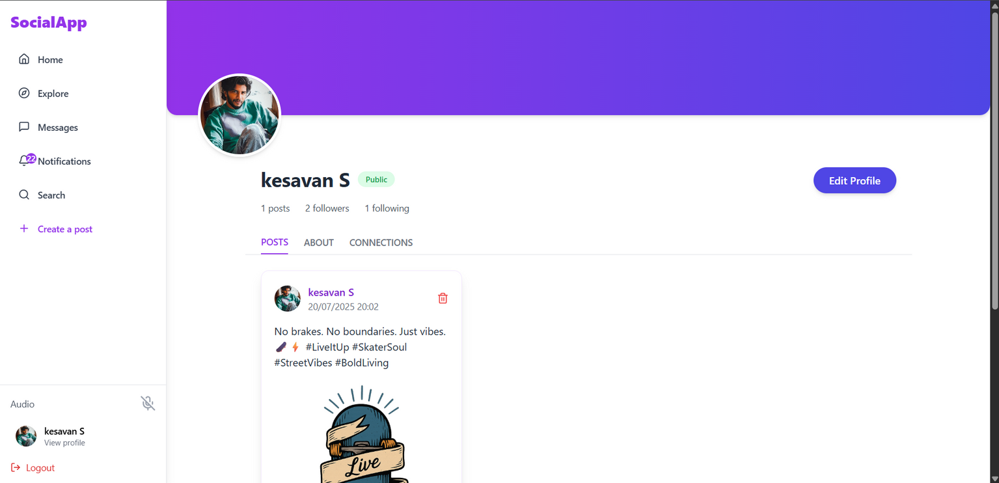 SocialApp
Home
Explore
Messages
22
Notifications
Search
Create a post
Audio
kesavan S
View profile
Logout
kesavan S
Public
Edit Profile
1 posts 2 followers 1 following
POSTS ABOUT CONNECTIONS
kesavan S
20/07/2025 20:02
No brakes. No boundaries. Just vibes.
🛹 ⚡ #LiveItUp #SkaterSoul
#StreetVibes #BoldLiving
Live